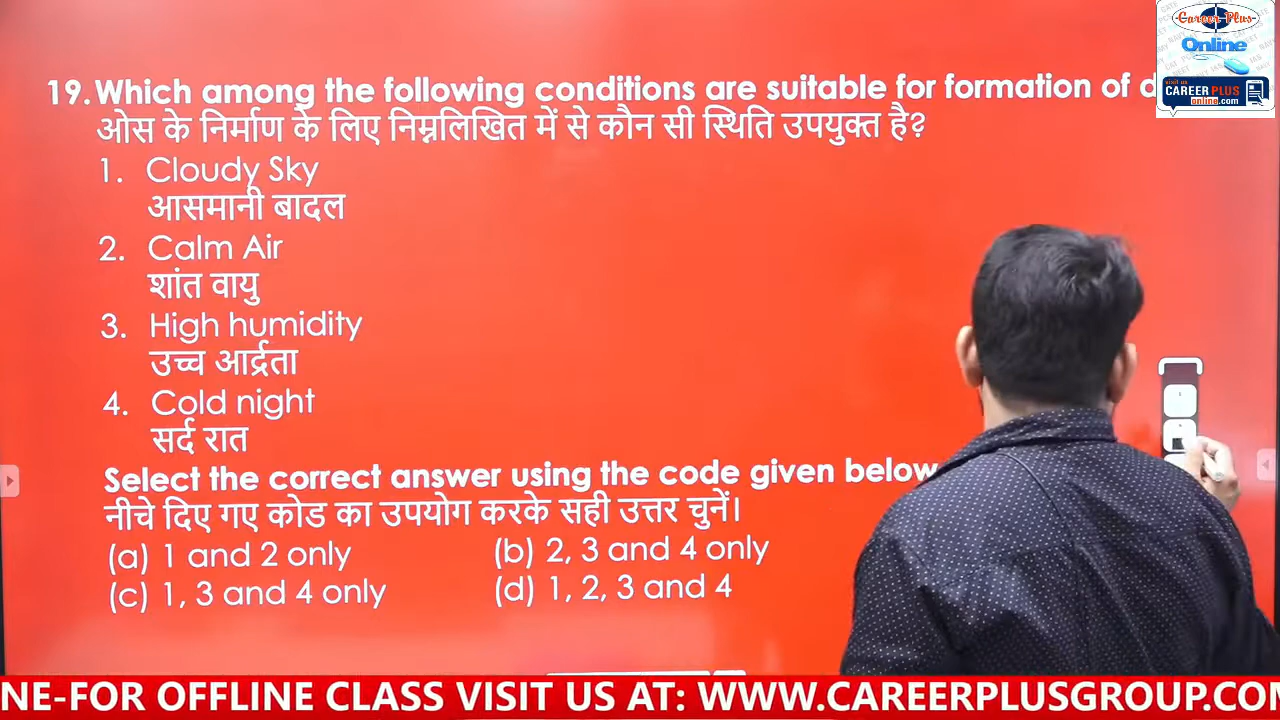 Career Plus
Online
visit us
CAREER PLUS
online.com
19. Which among the following conditions are suitable for formation of
ओस के निर्माण के लिए निम्नलिखित में से कौन सी स्थिति उपयुक्त है?
1. Cloudy Sky
आसमानी बादल
2. Calm Air
शांत वायु
3. High humidity
उच्च आर्द्रता
4. Cold night
सर्द रात
Select the correct answer using the code given below
नीचे दिए गए कोड का उपयोग करके सही उत्तर चुनें।
(a) 1 and 2 only (b) 2, 3 and 4 only
(c) 1, 3 and 4 only (d) 1, 2, 3 and 4
NE-FOR OFFLINE CLASS VISIT US AT: WWW.CAREERPLUSGROUP.COM